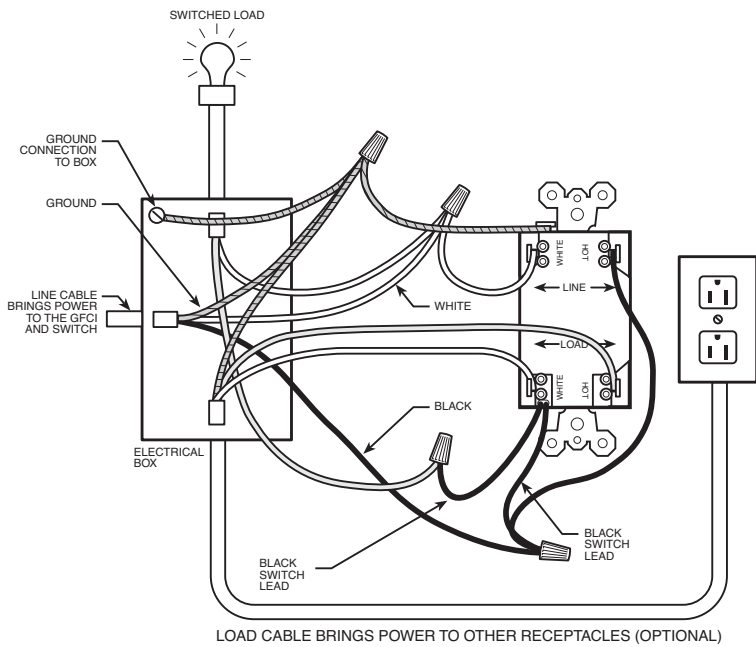 SWITCHED LOAD
GROUND
CONNECTION
TO BOX
GROUND
LINE CABLE
BRINGS POWER
TO THE GFCI
AND SWITCH
WHITE
WHITE
HOT
LINE
LOAD
WHITE
HOT
BLACK
ELECTRICAL
BOX
BLACK
SWITCH
LEAD
BLACK
SWITCH
LEAD
LOAD CABLE BRINGS POWER TO OTHER RECEPTACLES (OPTIONAL)